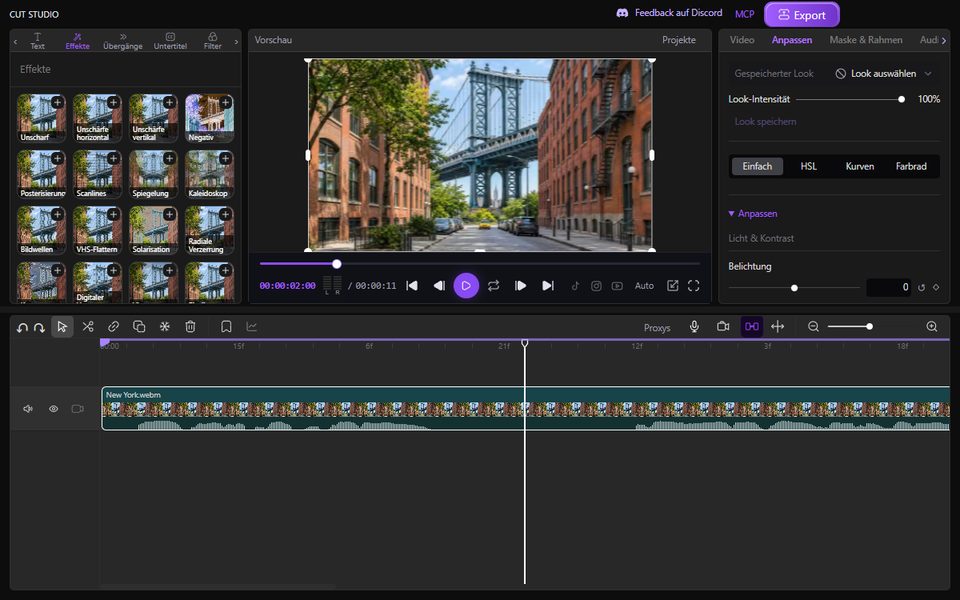 CUT STUDIO
Feedback auf Discord
MCP
Export
Text
Effekte
Übergänge
Untertitel
Filter
Effekte
Unscharf
Unschärfe horizontal
Unschärfe vertikal
Negativ
Posterisierung
Scanlines
Spiegelung
Kaleidoskop
Bildwellen
VHS-Flattern
Solarisation
Radiale Verzerrung
Digitaler
Vorschau
Projekte
00:00:02:00
L R
/ 00:00:11
Auto
Video
Anpassen
Maske & Rahmen
Gespeicherter Look
Look auswählen
Look-Intensität
100%
Look speichern
Einfach
HSL
Kurven
Farbrad
▼ Anpassen
Licht & Kontrast
Belichtung
0
Proxys
15f
6f
21f
12f
3f
18f
New York.webm